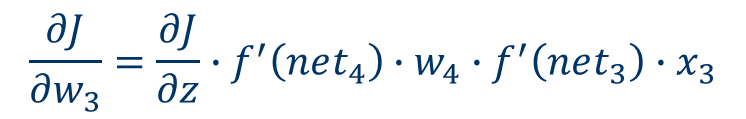 ∂J/∂w₃ = ∂J/∂z · f′(net₄) · w₄ · f′(net₃) · x₃